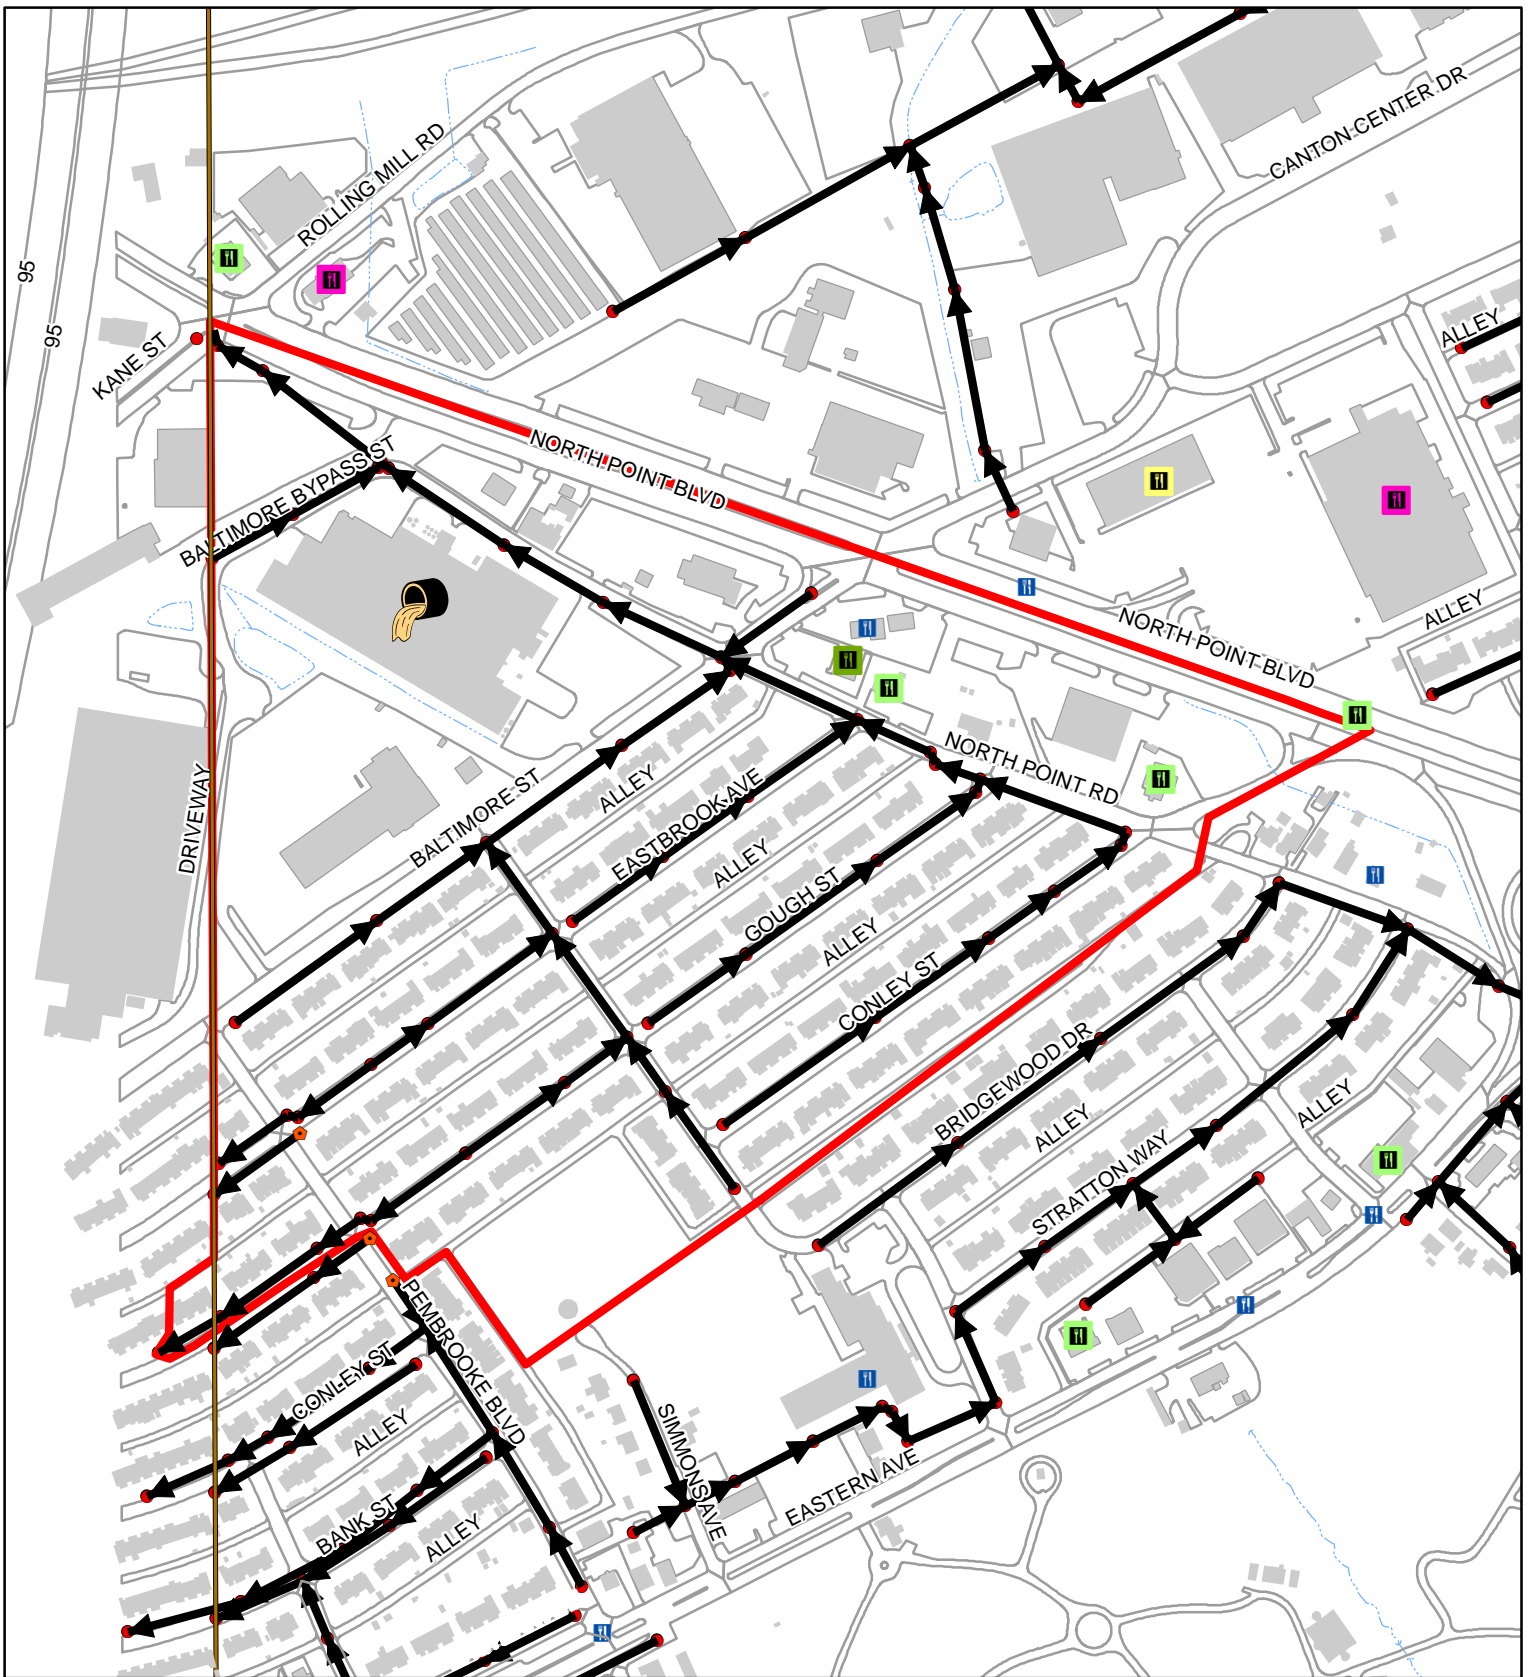 CANTON CENTER DR
ROLLING MILL RD
95
95
KANE ST
ALLEY
BALTIMORE BYPASS ST
NORTH POINT BLVD
ALLEY
NORTH POINT BLVD
NORTH POINT RD
DRIVEWAY
BALTIMORE ST
ALLEY
EASTBROOK AVE
ALLEY
GOUGH ST
ALLEY
CONLEY ST
BRIDGEWOOD DR
ALLEY
ALLEY
STRATTON WAY
PEMBROOKE BLVD
CONLEY ST
ALLEY
SIMMONS AVE
EASTERN AVE
BANK ST
ALLEY